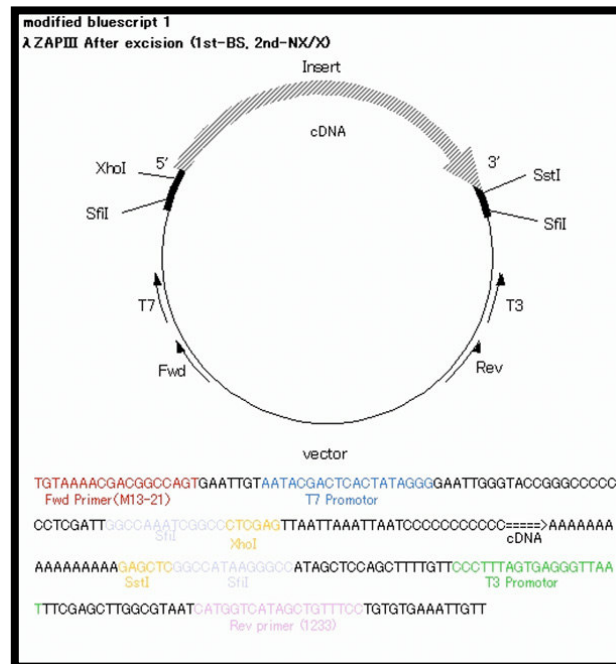 modified bluescript 1
λZAPIII After excision (1st-BS, 2nd-NX/X)
Insert
cDNA
5' 3'
XhoI SstI
SfiI SfiI
T7 T3
Fwd Rev
vector
TGTAAAACGACGGCCAGTGAATTGTAATACGACTCACTATAGGGGAATTGGGTACCGGGCCCCC
Fwd Primer(M13-21) T7 Promotor
CCTCGATTGGCCAAATCGGCCCTCGAGTTAATTAAATTAATCCCCCCCCCCC=====>AAAAAAA
SfiI XhoI cDNA
AAAAAAAAAGAGCTCGGCCATAAGGGCCATAGCTCCAGCTTTTGTTCCCTTTAGTGAGGGTTAA
SstI SfiI T3 Promotor
TTTCGAGCTTGGCGTAATCATGGTCATAGCTGTTTCCTGTGTGAAATTGTT
Rev primer (1233)